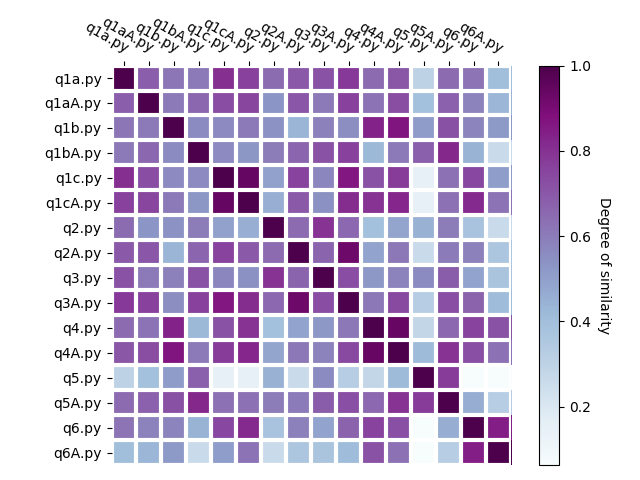 q1a.py
q1aA.py
q1b.py
q1bA.py
q1c.py
q1cA.py
q2.py
q2A.py
q3.py
q3A.py
q4.py
q4A.py
q5.py
q5A.py
q6.py
q6A.py
q1a.py
q1aA.py
q1b.py
q1bA.py
q1c.py
q1cA.py
q2.py
q2A.py
q3.py
q3A.py
q4.py
q4A.py
q5.py
q5A.py
q6.py
q6A.py
1.0
0.8
0.6
0.4
0.2
Degree of similarity